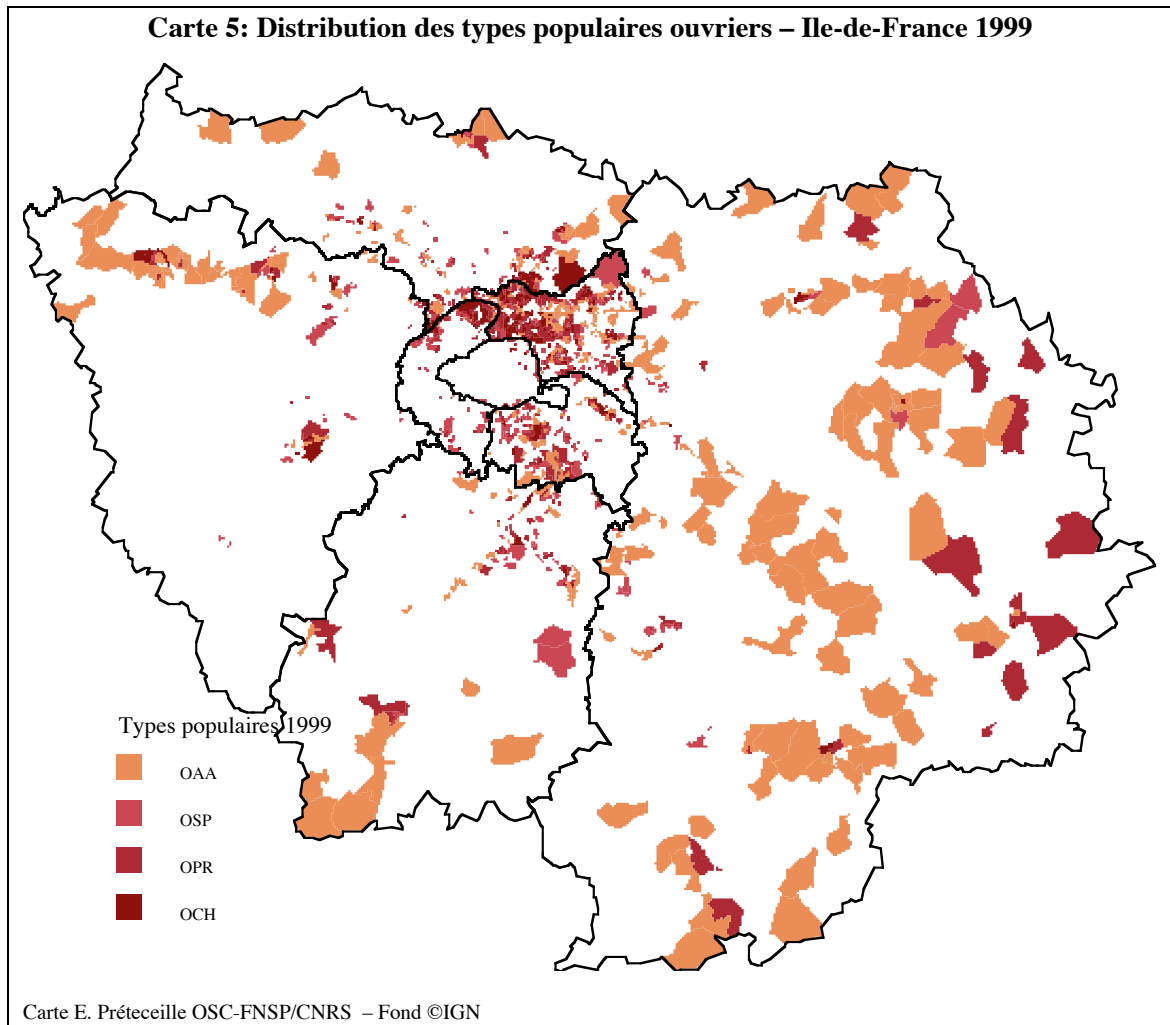 Carte 5: Distribution des types populaires ouvriers – Ile-de-France 1999
Types populaires 1999
OAA
OSP
OPR
OCH
Carte E. Préteceille OSC-FNSP/CNRS – Fond ©IGN